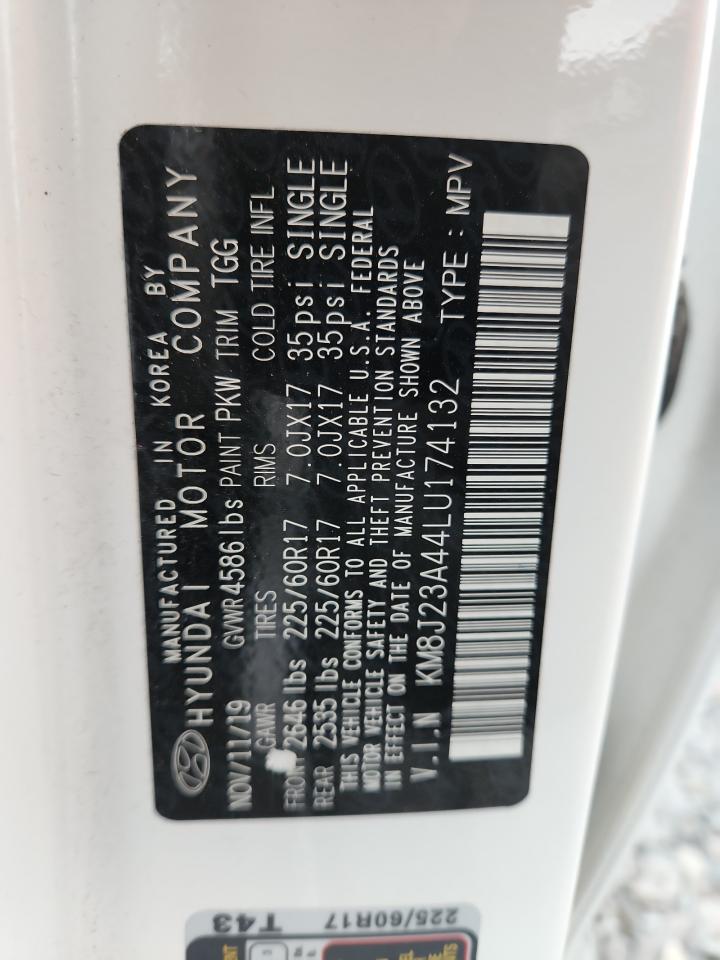 MANUFACTURED IN KOREA BY
HYUNDAI MOTOR COMPANY
NOV/11/19 GVWR4586lbs PAINT PKW TRIM TGG
GAWR TIRES RIMS COLD TIRE INFL
FRONT 2646 lbs 225/60R17 7.0JX17 35psi SINGLE
REAR 2535 lbs 225/60R17 7.0JX17 35psi SINGLE
THIS VEHICLE CONFORMS TO ALL APPLICABLE U.S.A. FEDERAL
MOTOR VEHICLE SAFETY AND THEFT PREVENTION STANDARDS
IN EFFECT ON THE DATE OF MANUFACTURE SHOWN ABOVE
V.I.N KM8J23A44LU174132 TYPE : MPV
225/60R17 T43